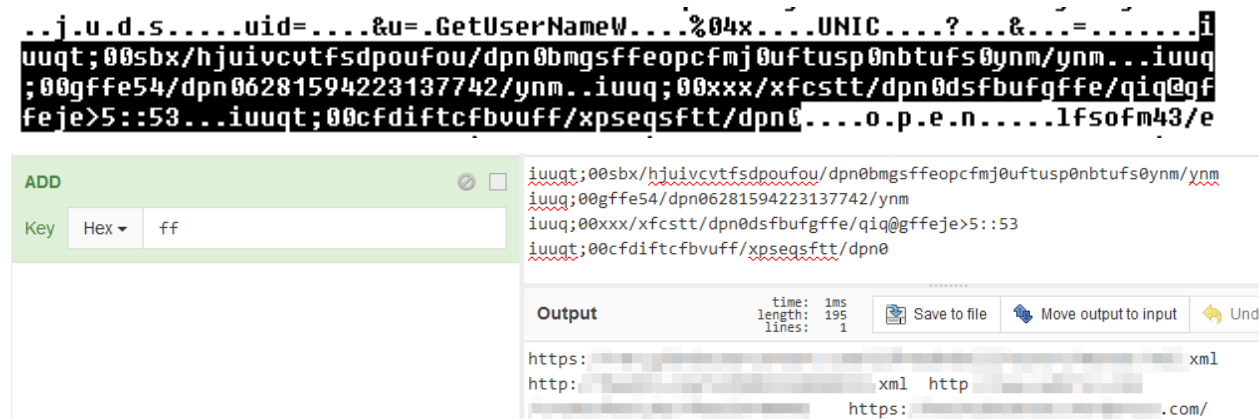 ..j.u.d.s.....uid=....&u=.GetUserNameW....%04x....UNIC....?...&...=.......i
uuqt;00sbx/hjuivcvtfsdpoufou/dpn0bmgsffeopcfmj0uftusp0nbtufs0ynm/ynm...iuuq
;00gffe54/dpn06281594223137742/ynm..iuuq;00xxx/xfcstt/dpn0dsfbufgffe/qiq@gf
feje>5::53...iuuqt;00cfdiftcfbvuff/xpseqsftt/dpn0....o.p.e.n.....lfsofm43/e
ADD
Key Hex ff
iuuqt;00sbx/hjuivcvtfsdpoufou/dpn0bmgsffeopcfmj0uftusp0nbtufs0ynm/ynm
iuuq;00gffe54/dpn06281594223137742/ynm
iuuq;00xxx/xfcstt/dpn0dsfbufgffe/qiq@gffeje>5::53
iuuqt;00cfdiftcfbvuff/xpseqsftt/dpn0
Output
time: 1ms
length: 195
lines: 1
Save to file Move output to input Und
https: xml
http: xml http
https: .com/